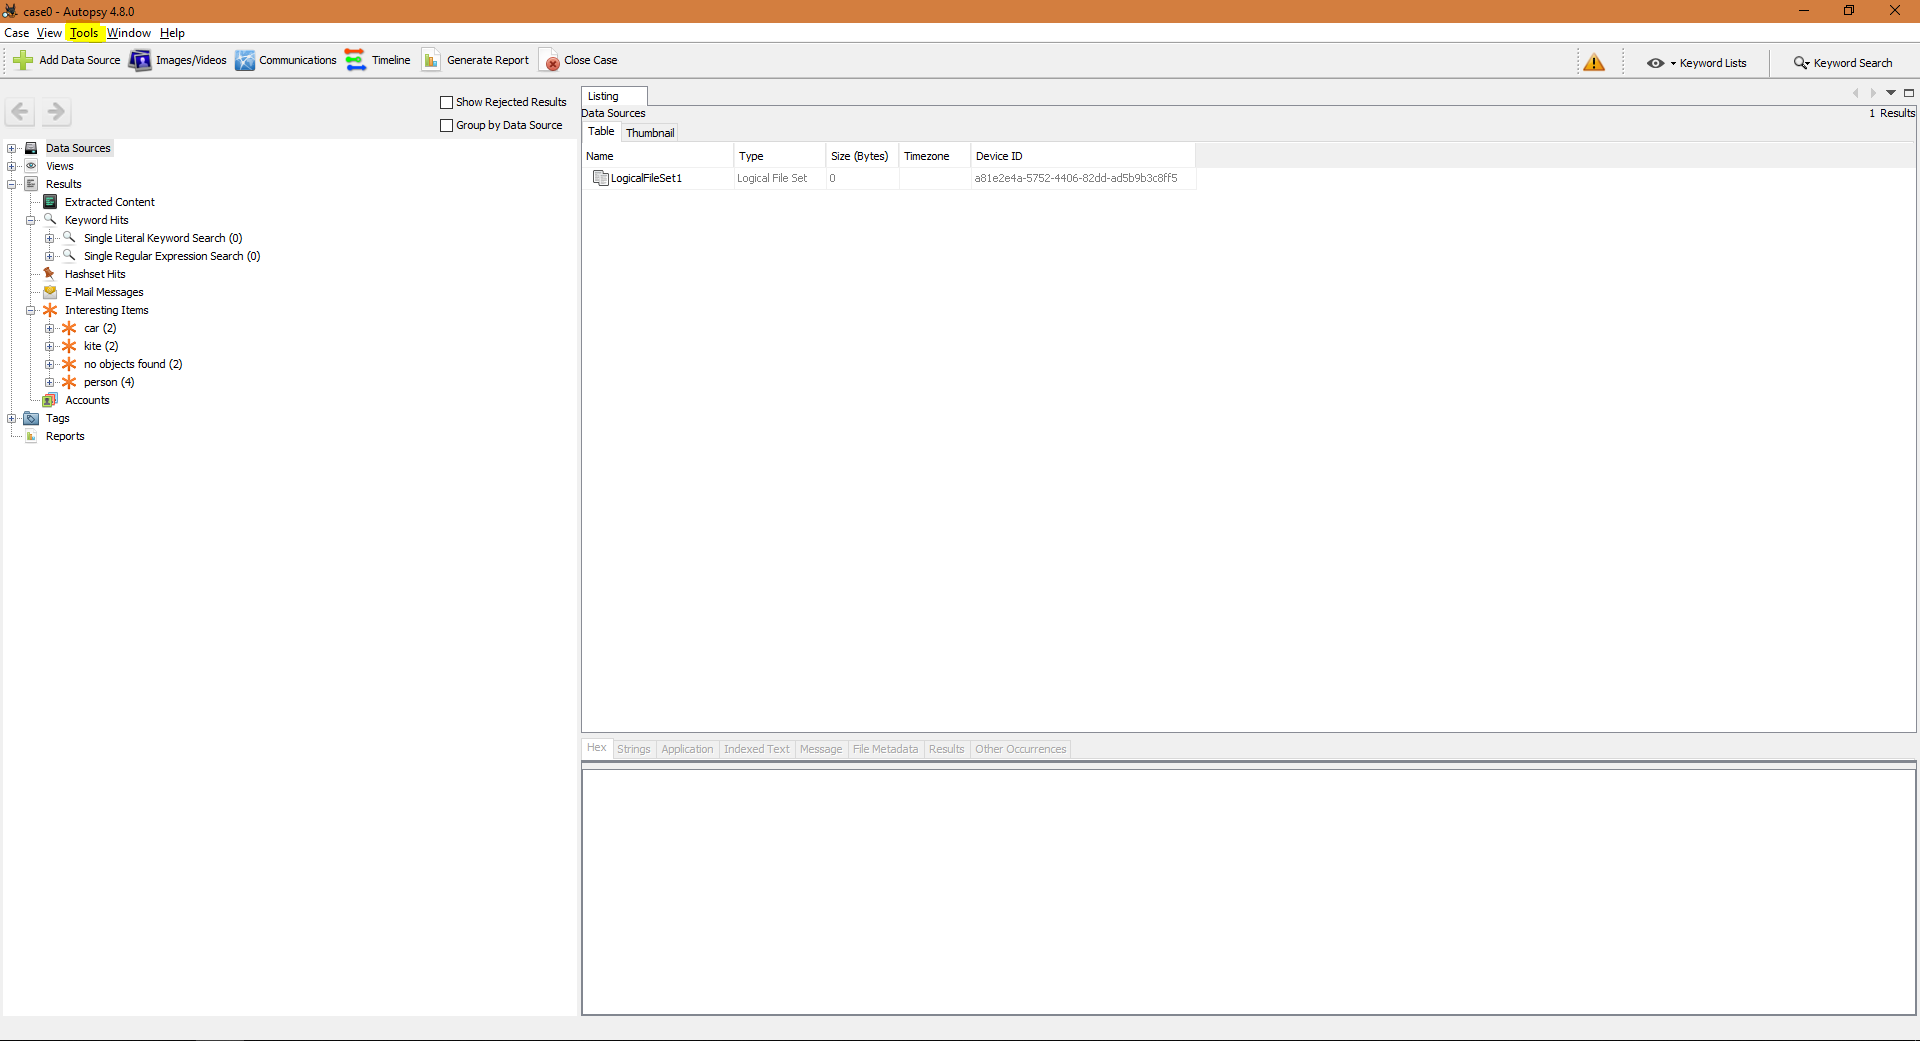 case0 - Autopsy 4.8.0
Case View Tools Window Help
Add Data Source Images/Videos Communications Timeline Generate Report Close Case Keyword Lists Keyword Search
Show Rejected Results
Group by Data Source
Data Sources
Views
Results
Extracted Content
Keyword Hits
Single Literal Keyword Search (0)
Single Regular Expression Search (0)
Hashset Hits
E-Mail Messages
Interesting Items
car (2)
kite (2)
no objects found (2)
person (4)
Accounts
Tags
Reports
Listing
Data Sources 1 Results
Table Thumbnail
Name Type Size (Bytes) Timezone Device ID
LogicalFileSet1 Logical File Set 0 a81e2e4a-5752-4406-82dd-ad5b9b3c8ff5
Hex Strings Application Indexed Text Message File Metadata Results Other Occurrences